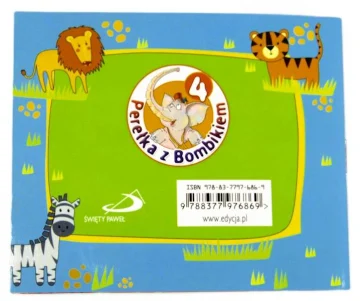 4
Perełka z Bombikiem
ISBN 978-83-7797-686-9
9 788377 976869 >
ŚWIĘTY PAWEŁ
www.edycja.pl